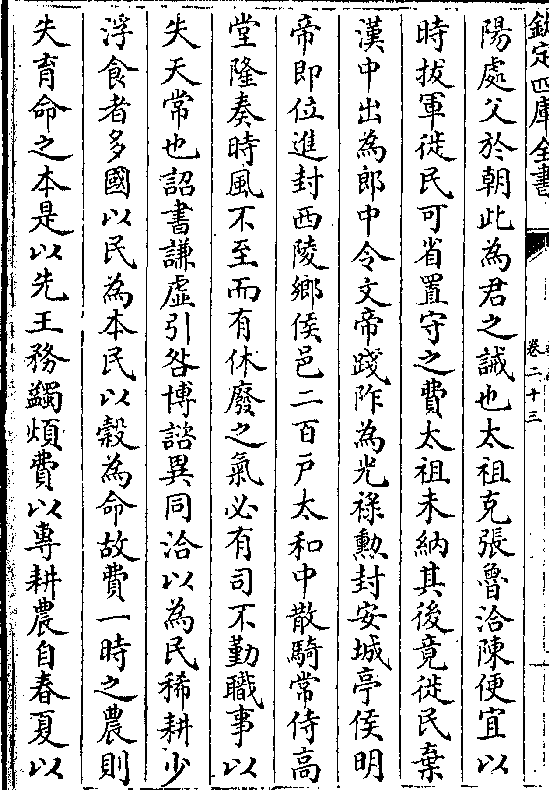 欽定四庫全書
卷二十三
陽處父於朝此為君之誡也太祖克張魯洽陳便宜以
時拔軍徙民可省置守之費太祖未納其後竟徙民棄
漢中出為郎中令文帝踐阼為光祿勳封安城亭侯明
帝即位進封西陵鄉侯邑二百戸太和中散騎常侍高
堂隆奏時風不至而有休廢之氣必有司不勤職事以
失天常也詔書謙虛引咎博諮異同洽以為民稀耕少
浮食者多國以民為本民以穀為命故費一時之農則
失育命之本是以先王務蠲煩費以專耕農自春夏以